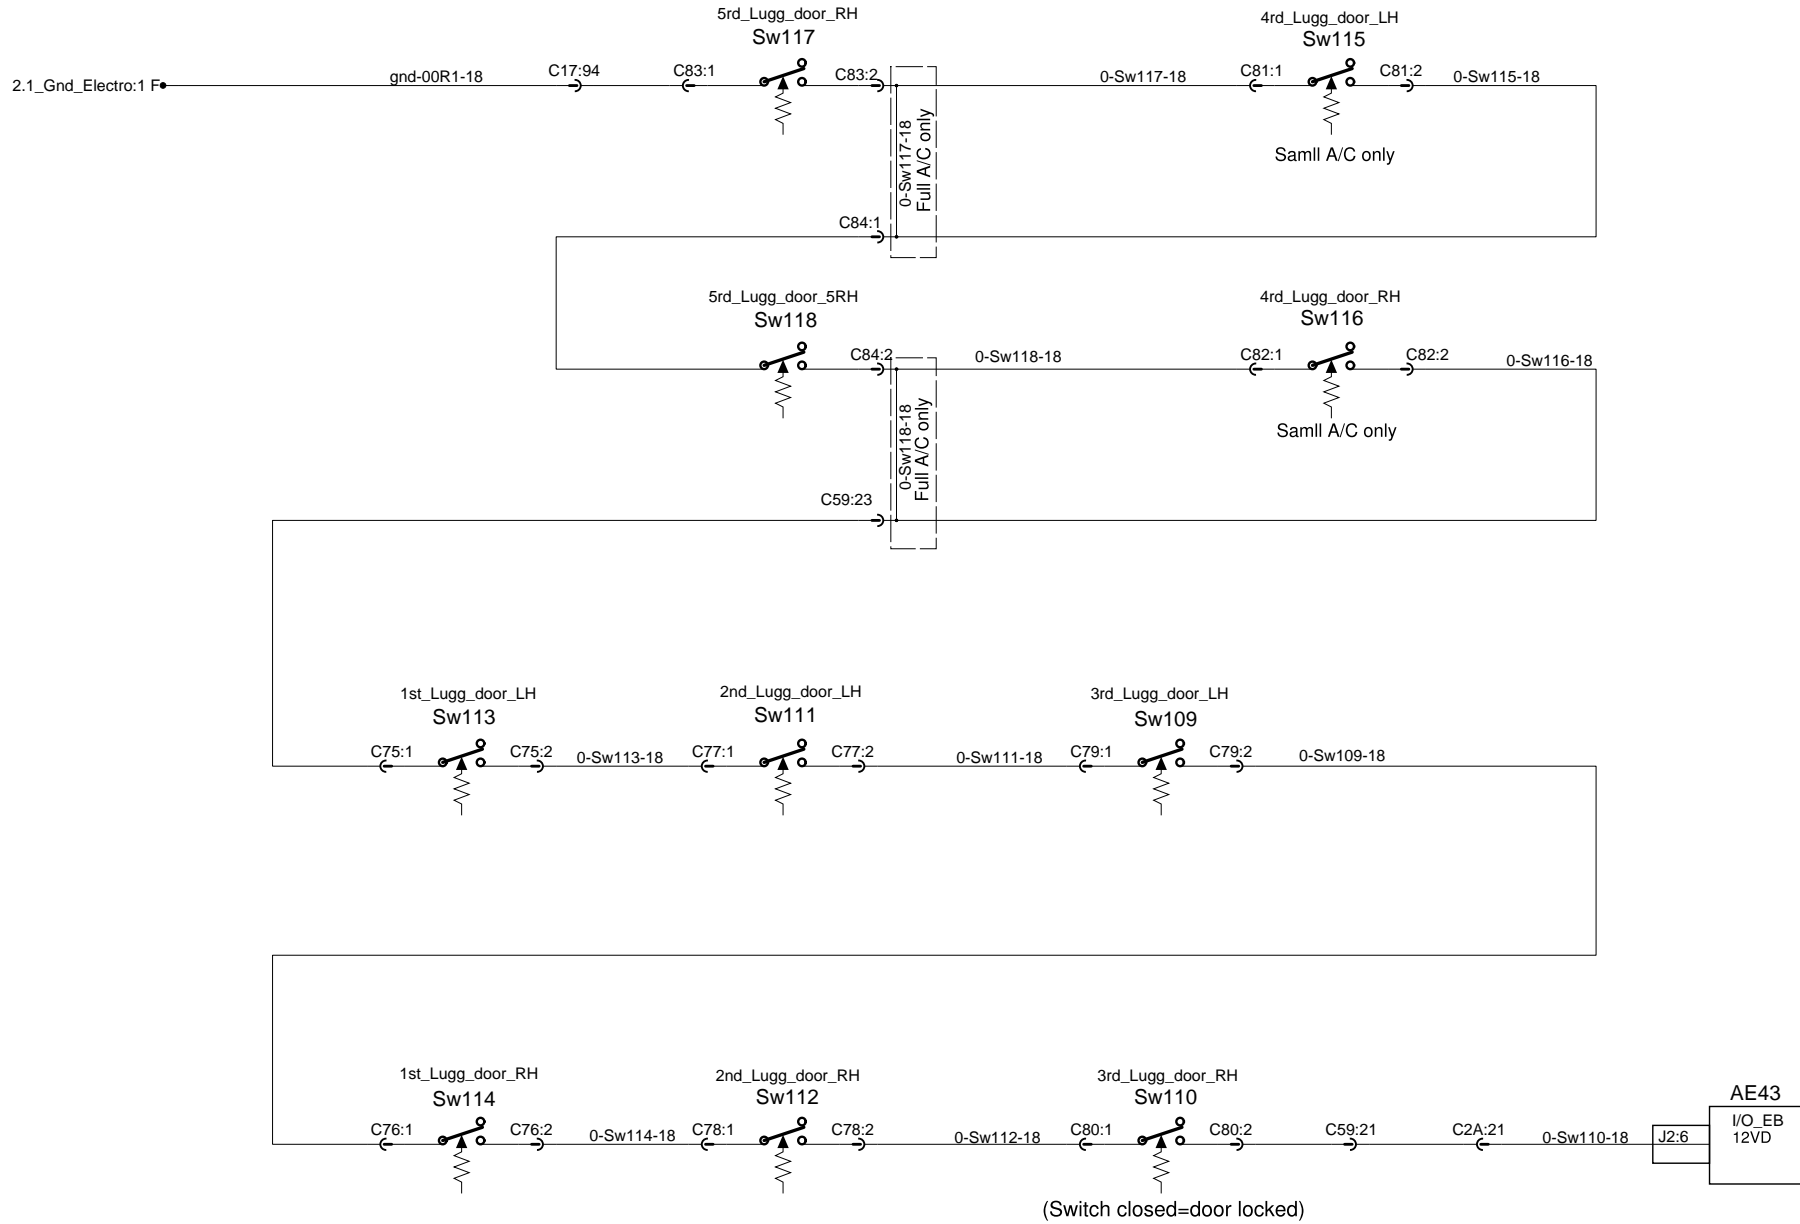 5rd_Lugg_door_RH
Sw117
4rd_Lugg_door_LH
Sw115
2.1_Gnd_Electro:1 F
gnd-00R1-18
C17:94
C83:1
C83:2
0-Sw117-18
C81:1
C81:2
0-Sw115-18
0-Sw117-18
Full A/C only
Samll A/C only
C84:1
5rd_Lugg_door_5RH
Sw118
4rd_Lugg_door_RH
Sw116
C84:2
0-Sw118-18
C82:1
C82:2
0-Sw116-18
0-Sw118-18
Full A/C only
Samll A/C only
C59:23
1st_Lugg_door_LH
Sw113
2nd_Lugg_door_LH
Sw111
3rd_Lugg_door_LH
Sw109
C75:1
C75:2
0-Sw113-18
C77:1
C77:2
0-Sw111-18
C79:1
C79:2
0-Sw109-18
1st_Lugg_door_RH
Sw114
2nd_Lugg_door_RH
Sw112
3rd_Lugg_door_RH
Sw110
AE43
I/O_EB
12VD
C76:1
C76:2
0-Sw114-18
C78:1
C78:2
0-Sw112-18
C80:1
C80:2
C59:21
C2A:21
0-Sw110-18
J2:6
(Switch closed=door locked)